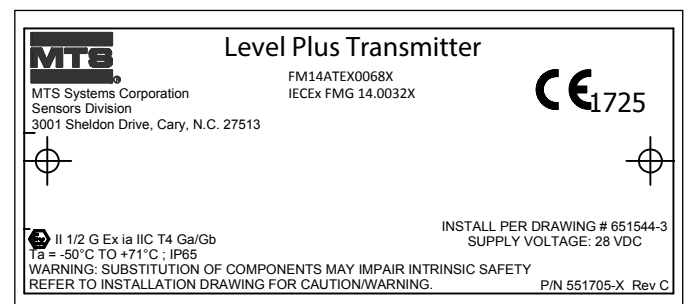 MTS
®
Level Plus Transmitter
FM14ATEX0068X
IECEx FMG 14.0032X
CE 1725
MTS Systems Corporation
Sensors Division
3001 Sheldon Drive, Cary, N.C. 27513
Ex II 1/2 G Ex ia IIC T4 Ga/Gb
Ta = -50°C TO +71°C ; IP65
INSTALL PER DRAWING # 651544-3
SUPPLY VOLTAGE: 28 VDC
WARNING: SUBSTITUTION OF COMPONENTS MAY IMPAIR INTRINSIC SAFETY
REFER TO INSTALLATION DRAWING FOR CAUTION/WARNING.
P/N 551705-X Rev C